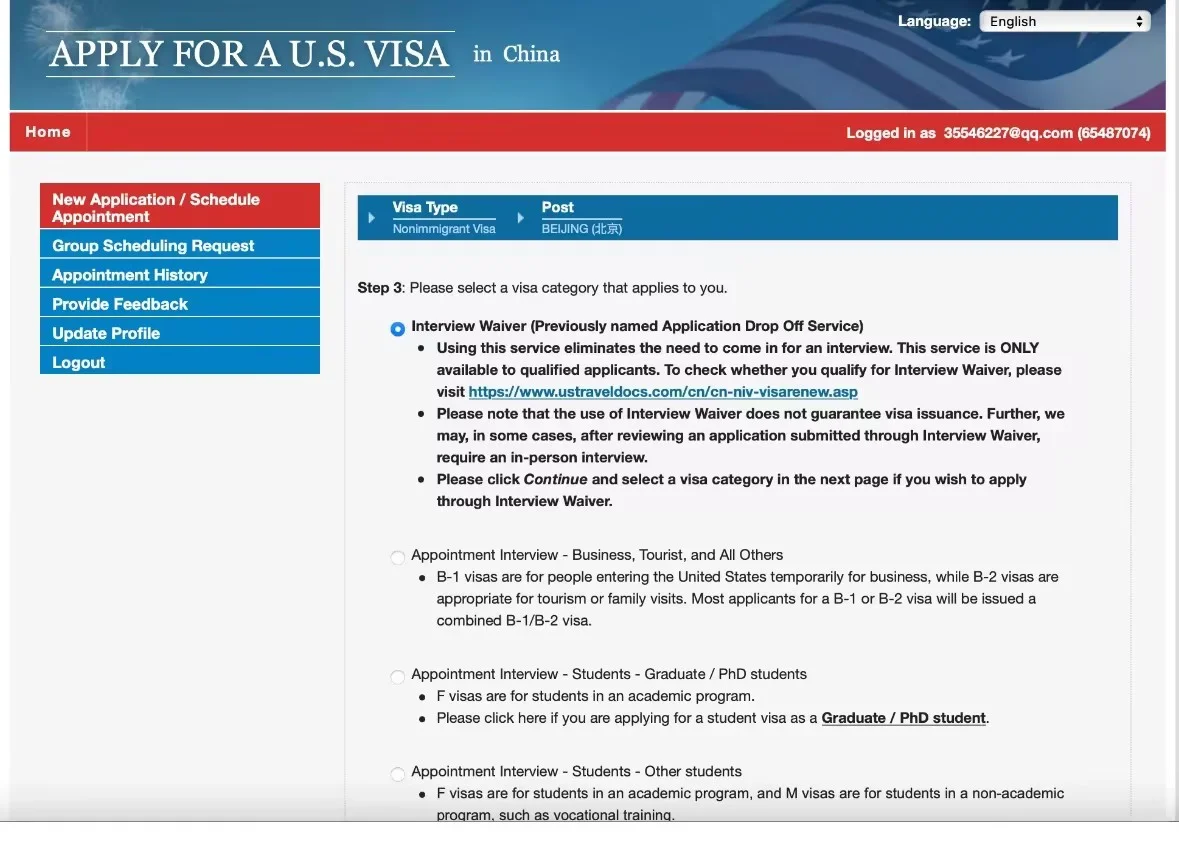 Language: English
APPLY FOR A U.S. VISA in China
Home
Logged in as 35546227@qq.com (65487074)
New Application / Schedule
Appointment
Group Scheduling Request
Appointment History
Provide Feedback
Update Profile
Logout
Visa Type
Nonimmigrant Visa
Post
BEIJING (北京)
Step 3: Please select a visa category that applies to you.
Interview Waiver (Previously named Application Drop Off Service)
• Using this service eliminates the need to come in for an interview. This service is ONLY
available to qualified applicants. To check whether you qualify for Interview Waiver, please
visit https://www.ustraveldocs.com/cn/cn-niv-visarenew.asp
• Please note that the use of Interview Waiver does not guarantee visa issuance. Further, we
may, in some cases, after reviewing an application submitted through Interview Waiver,
require an in-person interview.
• Please click Continue and select a visa category in the next page if you wish to apply
through Interview Waiver.
Appointment Interview - Business, Tourist, and All Others
• B-1 visas are for people entering the United States temporarily for business, while B-2 visas are
appropriate for tourism or family visits. Most applicants for a B-1 or B-2 visa will be issued a
combined B-1/B-2 visa.
Appointment Interview - Students - Graduate / PhD students
• F visas are for students in an academic program.
• Please click here if you are applying for a student visa as a Graduate / PhD student.
Appointment Interview - Students - Other students
• F visas are for students in an academic program, and M visas are for students in a non-academic
program, such as vocational training.